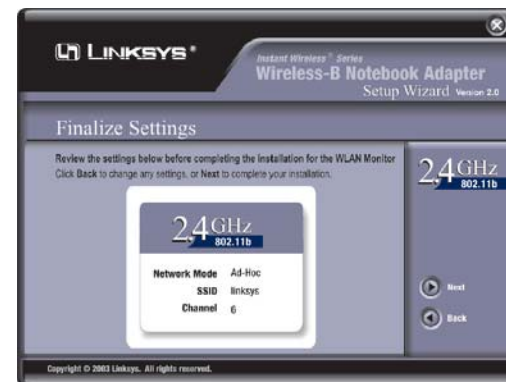 LINKSYS®
Instant Wireless® Series
Wireless-B Notebook Adapter
Setup Wizard Version 2.0
Finalize Settings
Review the settings below before completing the installation for the WLAN Monitor
Click Back to change any settings, or Next to complete your installation.
2.4GHz
802.11b
Network Mode Ad-Hoc
SSID linksys
Channel 6
2.4GHz
802.11b
Next
Back
Copyright © 2003 Linksys. All rights reserved.